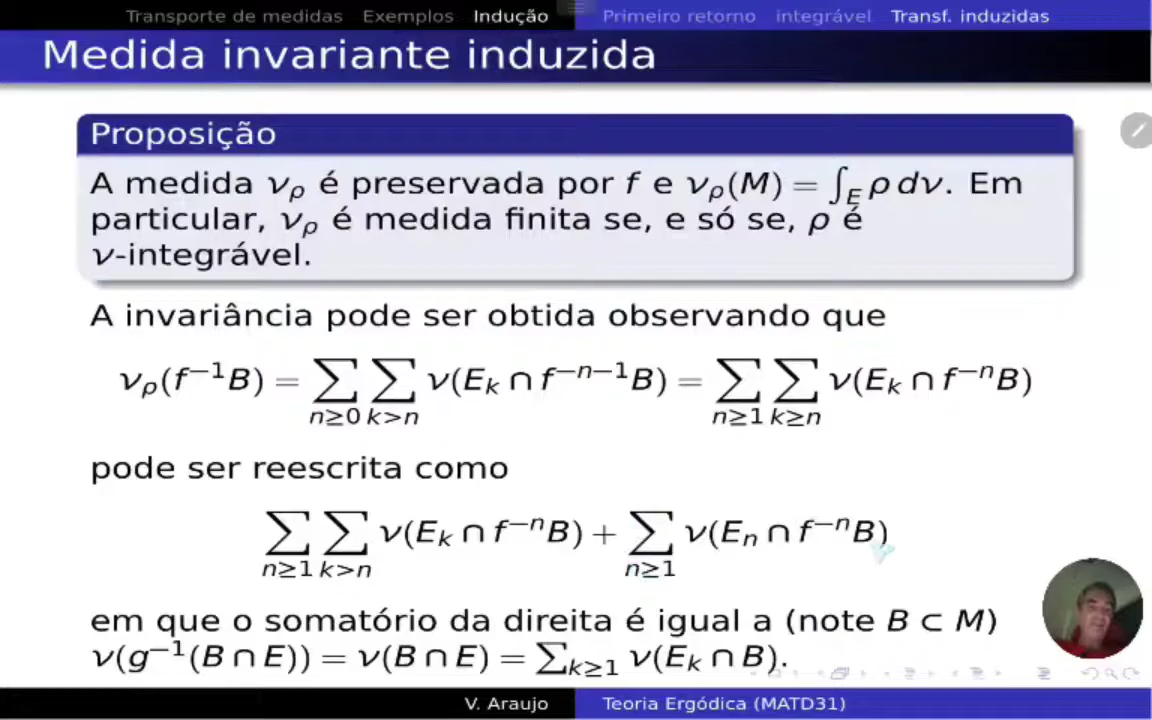 Transporte de medidas Exemplos Indução Primeiro retorno integrável Transf. induzidas
Medida invariante induzida
Proposição
A medida ν_ρ é preservada por f e ν_ρ(M) = ∫_E ρ dν. Em
particular, ν_ρ é medida finita se, e só se, ρ é
ν-integrável.
A invariância pode ser obtida observando que
ν_ρ(f⁻¹B) = ∑_{n≥0} ∑_{k>n} ν(E_k ∩ f^{−n−1}B) = ∑_{n≥1} ∑_{k≥n} ν(E_k ∩ f^{−n}B)
pode ser reescrita como
∑_{n≥1} ∑_{k>n} ν(E_k ∩ f^{−n}B) + ∑_{n≥1} ν(E_n ∩ f^{−n}B)
em que o somatório da direita é igual a (note B ⊂ M)
ν(g⁻¹(B ∩ E)) = ν(B ∩ E) = ∑_{k≥1} ν(E_k ∩ B).
V. Araujo Teoria Ergódica (MATD31)